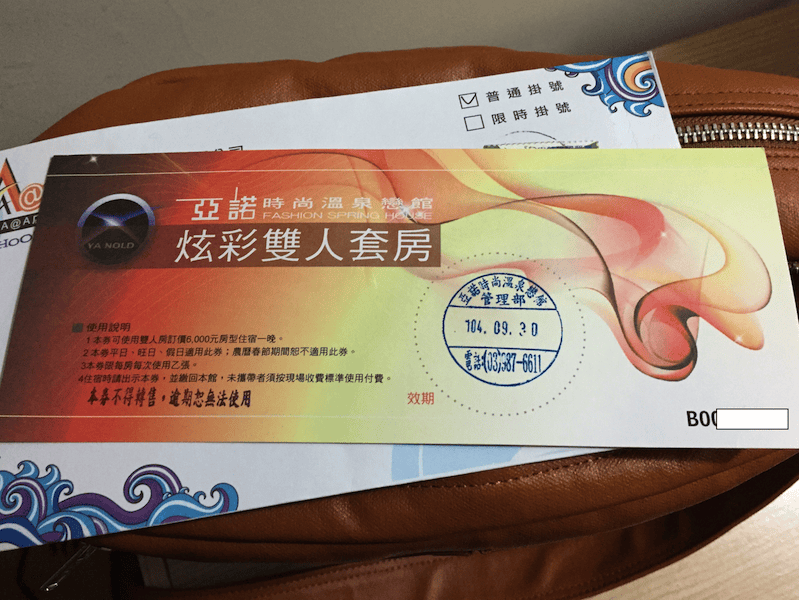 普通掛號
限時掛號
YA NOLD
亞諾時尚溫泉戀館
FASHION SPRING HOUSE
炫彩雙人套房
使用說明
1本券可使用雙人房訂價6,000元房型住宿一晚。
2本券平日、旺日、假日適用此券；農曆春節期間恕不適用此券。
3本券限每房每次使用乙張。
4住宿時請出示本券，並繳回本館，未攜帶者須按現場收費標準使用付費。
本券不得轉售，逾期恕無法使用
效期
亞諾時尚溫泉戀館
管理部
104.09.30
電話(03)987-6611
B00